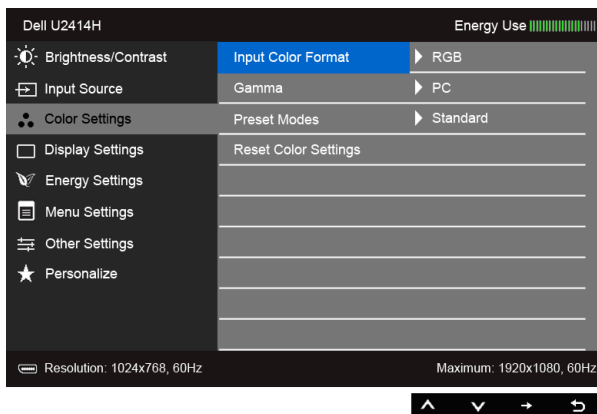 Dell U2414H Energy Use
Brightness/Contrast Input Color Format RGB
Input Source Gamma PC
Color Settings Preset Modes Standard
Display Settings Reset Color Settings
Energy Settings
Menu Settings
Other Settings
Personalize
Resolution: 1024x768, 60Hz Maximum: 1920x1080, 60Hz